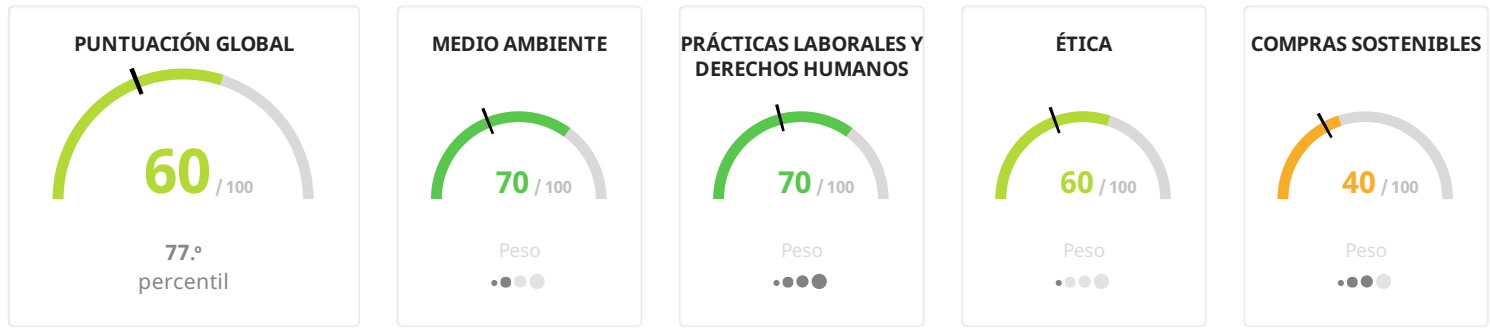 PUNTUACIÓN GLOBAL
60 / 100
77.º
percentil
MEDIO AMBIENTE
70 / 100
Peso
PRÁCTICAS LABORALES Y
DERECHOS HUMANOS
70 / 100
Peso
ÉTICA
60 / 100
Peso
COMPRAS SOSTENIBLES
40 / 100
Peso